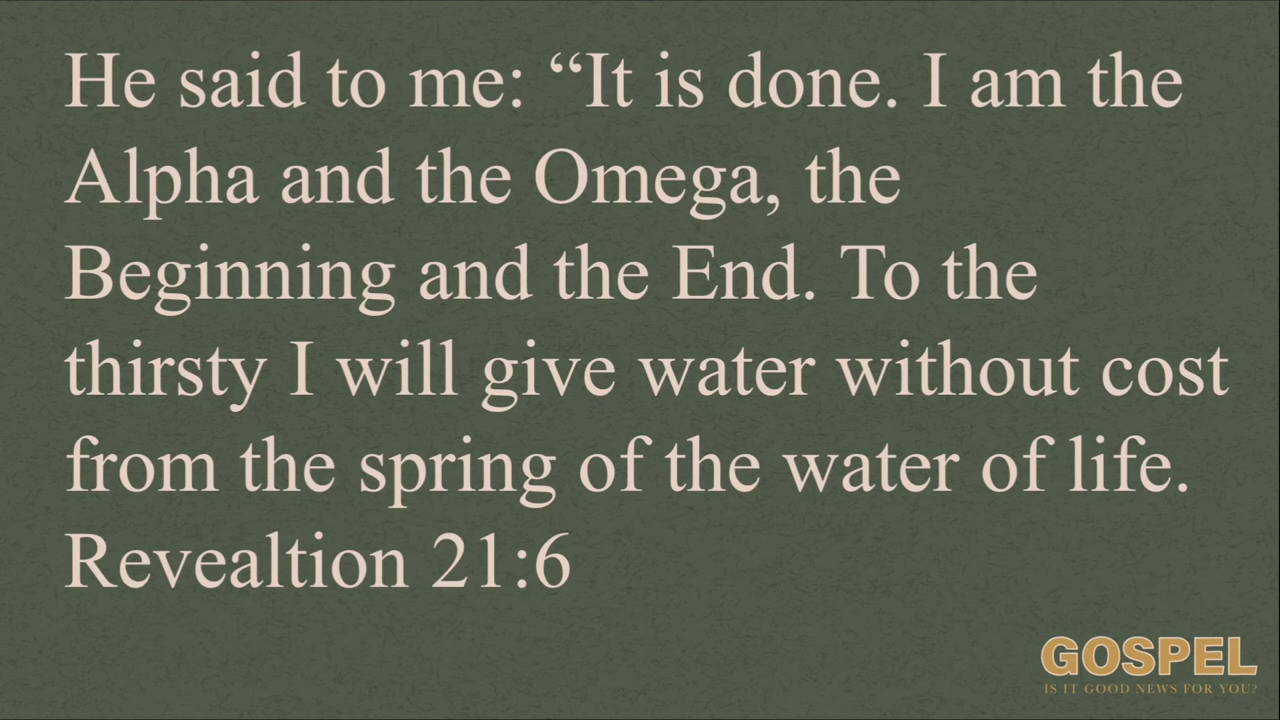 He said to me: “It is done. I am the
Alpha and the Omega, the
Beginning and the End. To the
thirsty I will give water without cost
from the spring of the water of life.
Revealtion 21:6
GOSPEL
IS IT GOOD NEWS FOR YOU?